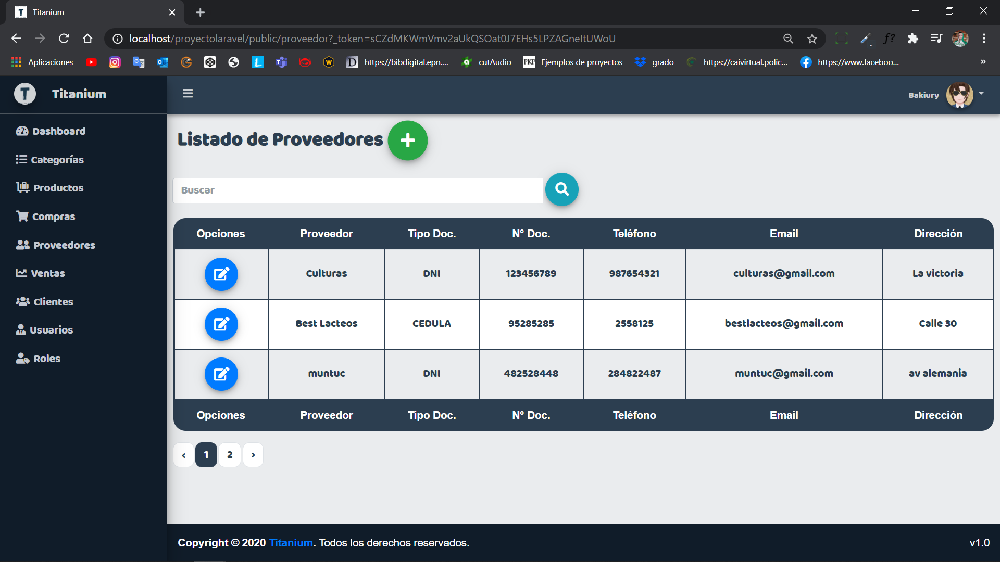 Titanium
localhost/proyectolaravel/public/proveedor?_token=sCZdMKWmVmv2aUkQSOat0J7EHs5LPZAGneItUWoU
Aplicaciones
https://bibdigital.epn....
cutAudio
PKP Ejemplos de proyectos
grado
https://caivirtual.polic...
https://www.faceboo...
T Titanium
Bakiury
Dashboard
Categorías
Productos
Compras
Proveedores
Ventas
Clientes
Usuarios
Roles
Listado de Proveedores
Buscar
Opciones Proveedor Tipo Doc. N° Doc. Teléfono Email Dirección
Culturas DNI 123456789 987654321 culturas@gmail.com La victoria
Best Lacteos CEDULA 95285285 2558125 bestlacteos@gmail.com Calle 30
muntuc DNI 482528448 284822487 muntuc@gmail.com av alemania
Opciones Proveedor Tipo Doc. N° Doc. Teléfono Email Dirección
‹ 1 2 ›
Copyright © 2020 Titanium. Todos los derechos reservados.
v1.0